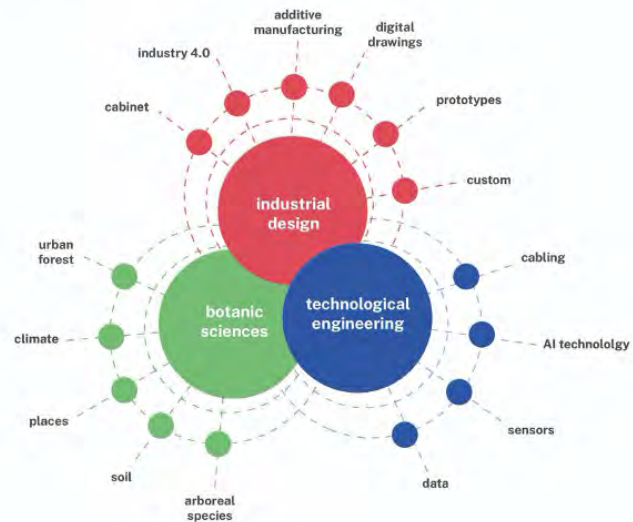 additive
manufacturing
digital
drawings
industry 4.0
prototypes
cabinet
custom
industrial
design
urban
forest
cabling
botanic
sciences
technological
engineering
climate
AI technololgy
places
sensors
soil
data
arboreal
species